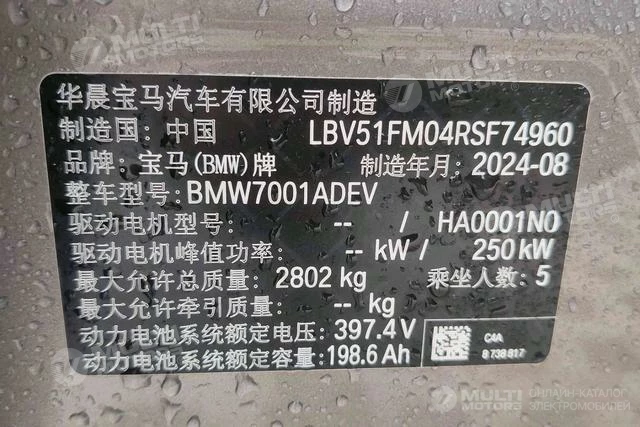 华晨宝马汽车有限公司制造
制造国: 中国 LBV51FM04RSF74960
品牌: 宝马(BMW)牌 制造年月: 2024-08
整车型号: BMW7001ADEV
驱动电机型号: -- / HA0001N0
驱动电机峰值功率: -- kW / 250 kW
最大允许总质量: 2802 kg 乘坐人数: 5
最大允许牵引质量: -- kg
动力电池系统额定电压: 397.4V
动力电池系统额定容量: 198.6Ah
C4A
8 738 817
MULTI MOTORS
ОНЛАЙН-КАТАЛОГ
ЭЛЕКТРОМОБИЛЕЙ